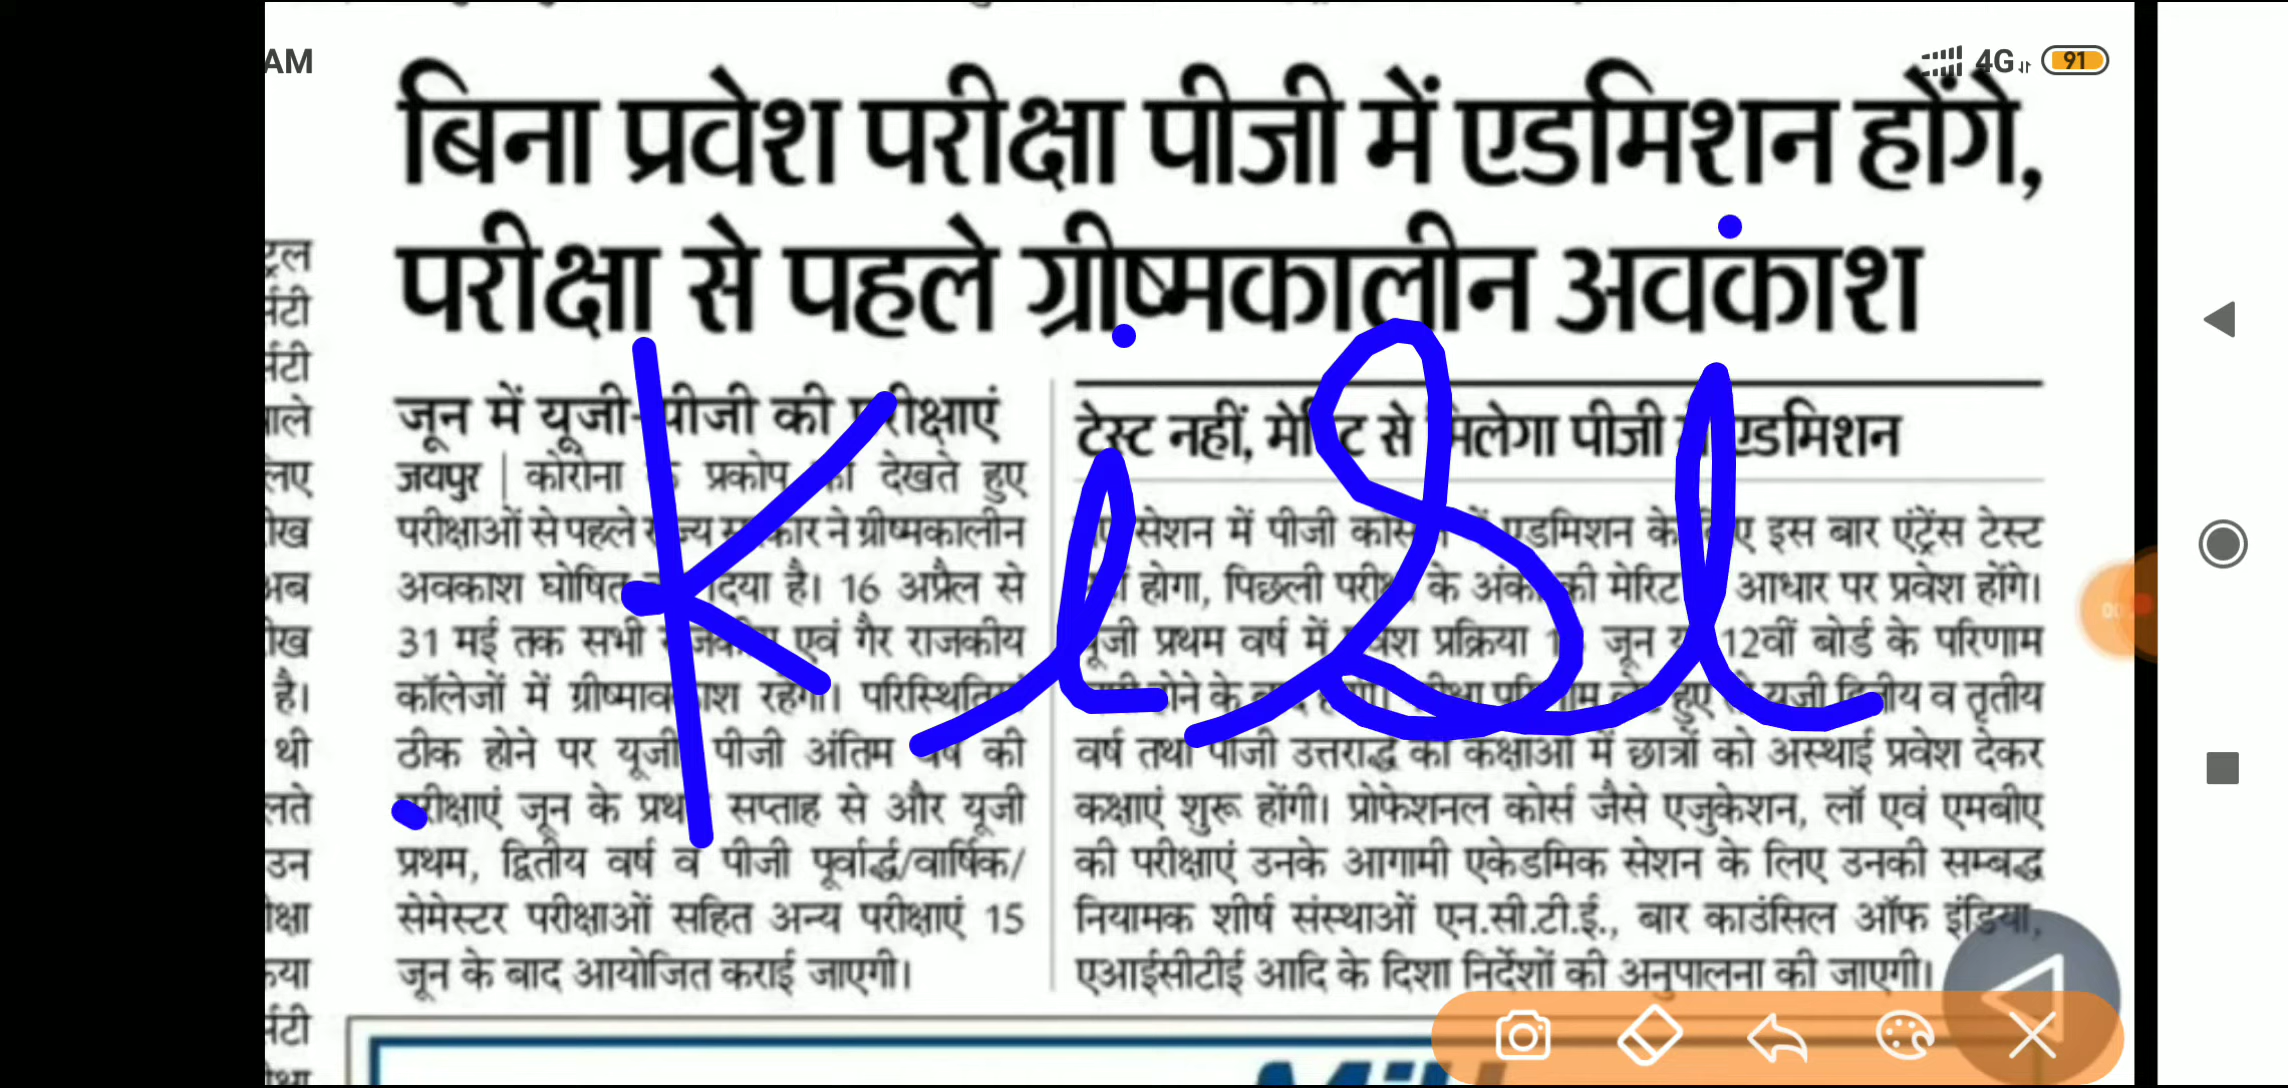 AM
4G 91
बिना प्रवेश परीक्षा पीजी में एडमिशन होंगे,
परीक्षा से पहले ग्रीष्मकालीन अवकाश
जून में यूजी-पीजी की परीक्षाएं
जयपुर | कोरोना के प्रकोप को देखते हुए
परीक्षाओं से पहले राज्य सरकार ने ग्रीष्मकालीन
अवकाश घोषित कर दिया है। 16 अप्रैल से
31 मई तक सभी राजकीय एवं गैर राजकीय
कॉलेजों में ग्रीष्मावकाश रहेगा। परिस्थितियां
ठीक होने पर यूजी पीजी अंतिम वर्ष की
परीक्षाएं जून के प्रथम सप्ताह से और यूजी
प्रथम, द्वितीय वर्ष व पीजी पूर्वार्द्ध/वार्षिक/
सेमेस्टर परीक्षाओं सहित अन्य परीक्षाएं 15
जून के बाद आयोजित कराई जाएगी।
टेस्ट नहीं, मेरिट से मिलेगा पीजी में एडमिशन
सेशन में पीजी कोर्स में एडमिशन के लिए इस बार एंट्रेंस टेस्ट
नहीं होगा, पिछली परीक्षा के अंकों की मेरिट आधार पर प्रवेश होंगे।
यूजी प्रथम वर्ष में प्रवेश प्रक्रिया जून 12वीं बोर्ड के परिणाम
होने के बाद होगी। परीक्षा परिणाम हुए यूजी द्वितीय व तृतीय
वर्ष तथा पीजी उत्तरार्द्ध की कक्षाओं में छात्रों को अस्थाई प्रवेश देकर
कक्षाएं शुरू होंगी। प्रोफेशनल कोर्स जैसे एजुकेशन, लॉ एवं एमबीए
की परीक्षाएं उनके आगामी एकेडमिक सेशन के लिए उनकी सम्बद्ध
नियामक शीर्ष संस्थाओं एन.सी.टी.ई., बार काउंसिल ऑफ इंडिया,
एआईसीटीई आदि के दिशा निर्देशों की अनुपालना की जाएगी।